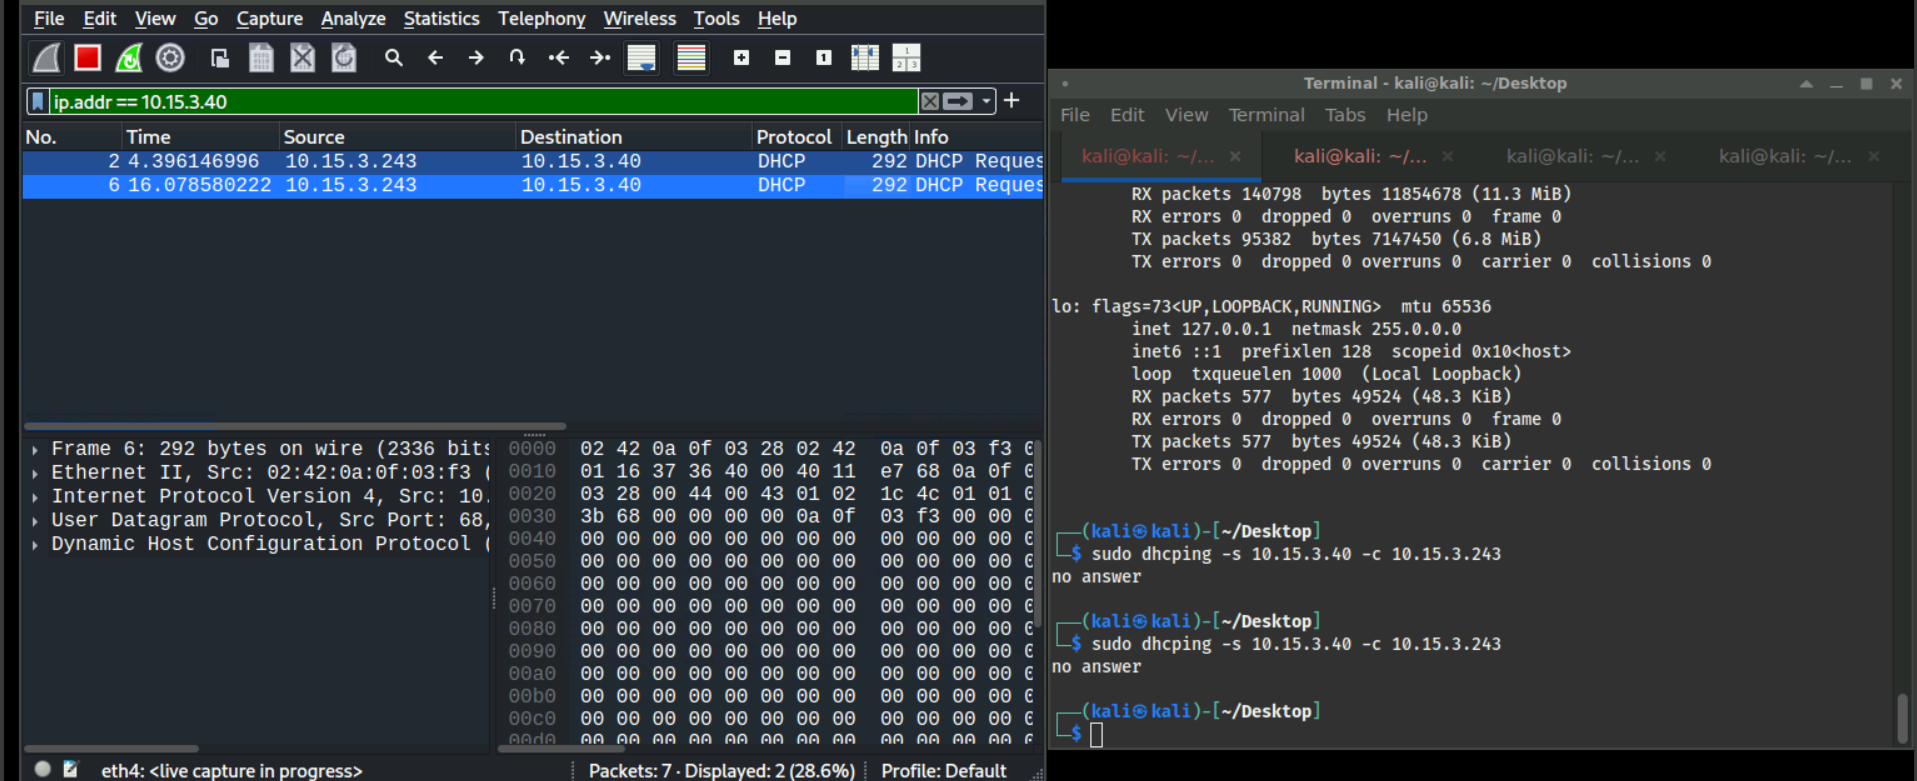 File Edit View Go Capture Analyze Statistics Telephony Wireless Tools Help
ip.addr == 10.15.3.40
No. Time Source Destination Protocol Length Info
2 4.396146996 10.15.3.243 10.15.3.40 DHCP 292 DHCP Reques
6 16.078580222 10.15.3.243 10.15.3.40 DHCP 292 DHCP Reques
Frame 6: 292 bytes on wire (2336 bits
Ethernet II, Src: 02:42:0a:0f:03:f3 (
Internet Protocol Version 4, Src: 10.
User Datagram Protocol, Src Port: 68,
Dynamic Host Configuration Protocol (
0000 02 42 0a 0f 03 28 02 42 0a 0f 03 f3 0
0010 01 16 37 36 40 00 40 11 e7 68 0a 0f 0
0020 03 28 00 44 00 43 01 02 1c 4c 01 01 0
0030 3b 68 00 00 00 00 0a 0f 03 f3 00 00 0
0040 00 00 00 00 00 00 00 00 00 00 00 00 0
0050 00 00 00 00 00 00 00 00 00 00 00 00 0
0060 00 00 00 00 00 00 00 00 00 00 00 00 0
0070 00 00 00 00 00 00 00 00 00 00 00 00 0
0080 00 00 00 00 00 00 00 00 00 00 00 00 0
0090 00 00 00 00 00 00 00 00 00 00 00 00 0
00a0 00 00 00 00 00 00 00 00 00 00 00 00 0
00b0 00 00 00 00 00 00 00 00 00 00 00 00 0
00c0 00 00 00 00 00 00 00 00 00 00 00 00 0
00d0 00 00 00 00 00 00 00 00 00 00 00 00 0
eth4: <live capture in progress> Packets: 7 · Displayed: 2 (28.6%) Profile: Default
Terminal - kali@kali: ~/Desktop
File Edit View Terminal Tabs Help
kali@kali: ~/... kali@kali: ~/... kali@kali: ~/... kali@kali: ~/...
RX packets 140798 bytes 11854678 (11.3 MiB)
RX errors 0 dropped 0 overruns 0 frame 0
TX packets 95382 bytes 7147450 (6.8 MiB)
TX errors 0 dropped 0 overruns 0 carrier 0 collisions 0
lo: flags=73<UP,LOOPBACK,RUNNING> mtu 65536
inet 127.0.0.1 netmask 255.0.0.0
inet6 ::1 prefixlen 128 scopeid 0x10<host>
loop txqueuelen 1000 (Local Loopback)
RX packets 577 bytes 49524 (48.3 KiB)
RX errors 0 dropped 0 overruns 0 frame 0
TX packets 577 bytes 49524 (48.3 KiB)
TX errors 0 dropped 0 overruns 0 carrier 0 collisions 0
┌──(kali㉿kali)-[~/Desktop]
└─$ sudo dhcping -s 10.15.3.40 -c 10.15.3.243
no answer
┌──(kali㉿kali)-[~/Desktop]
└─$ sudo dhcping -s 10.15.3.40 -c 10.15.3.243
no answer
┌──(kali㉿kali)-[~/Desktop]
└─$